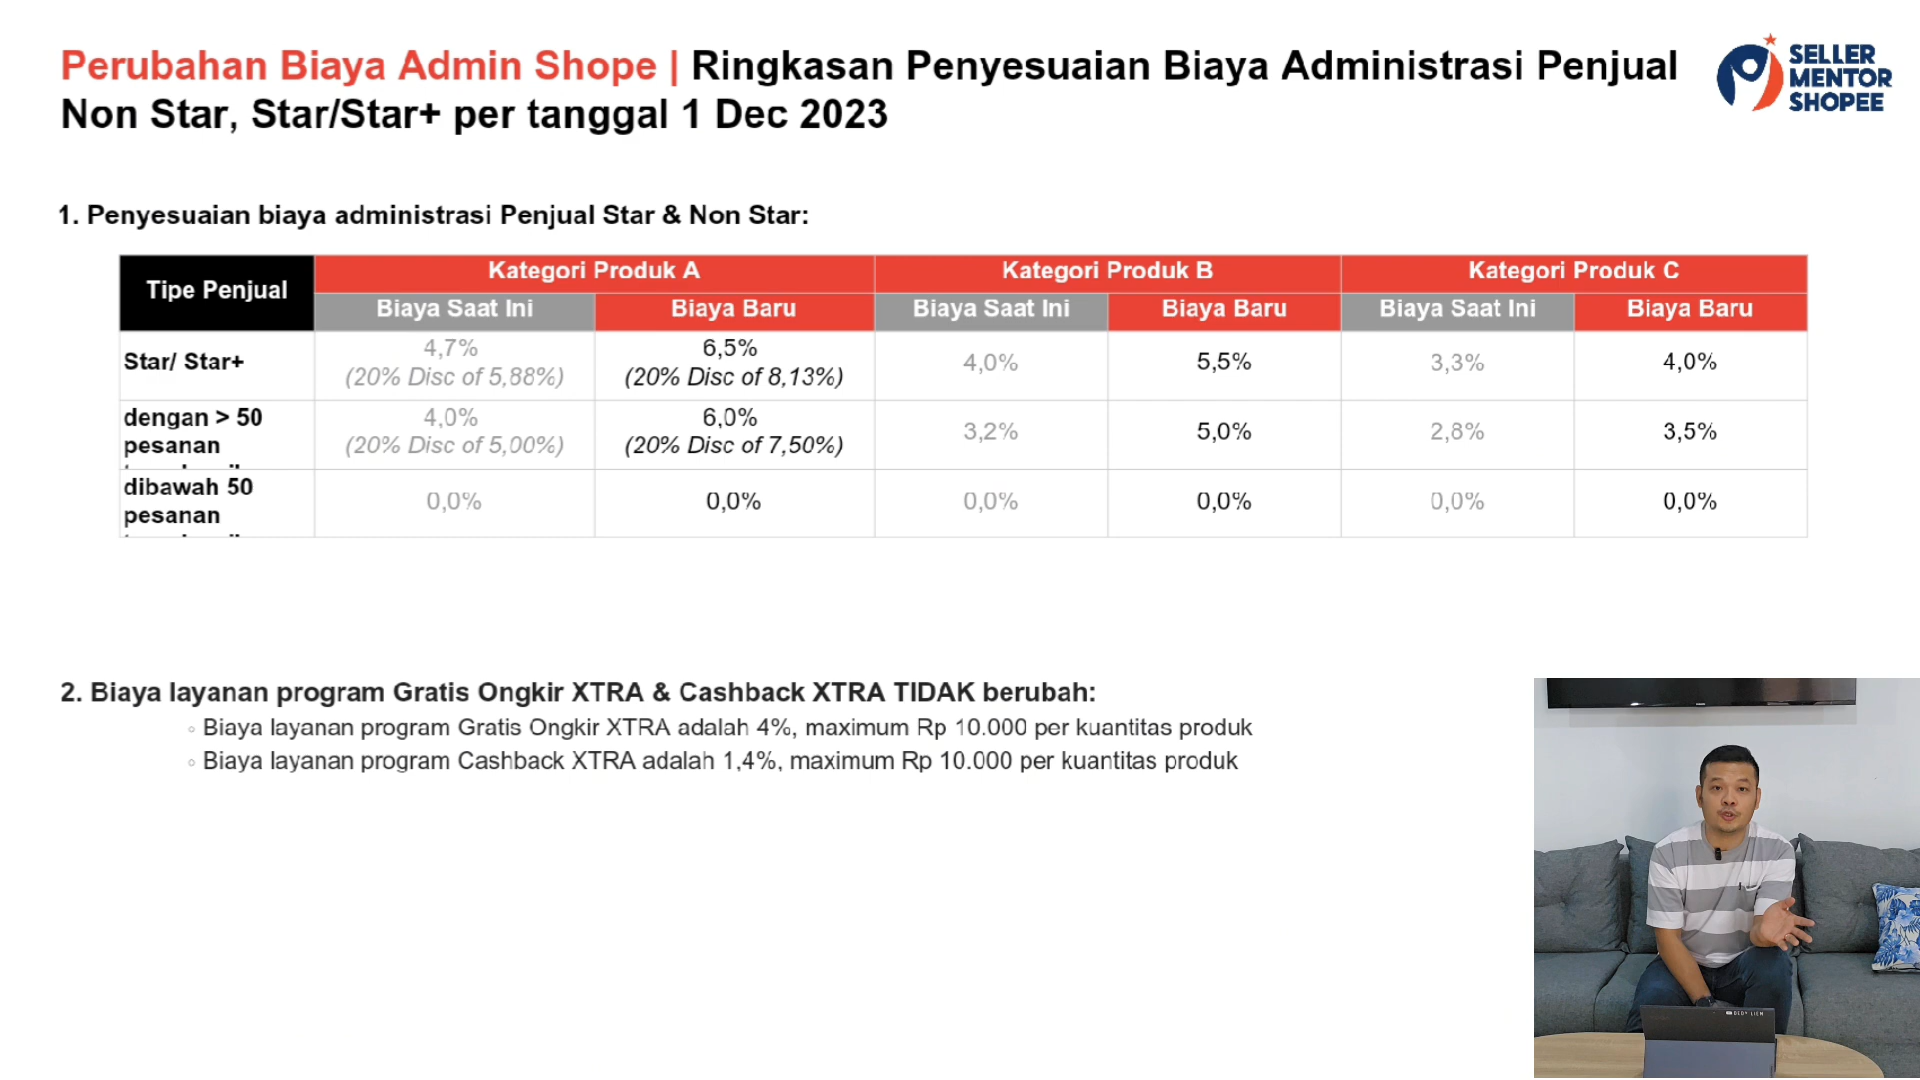 Perubahan Biaya Admin Shope | Ringkasan Penyesuaian Biaya Administrasi Penjual
Non Star, Star/Star+ per tanggal 1 Dec 2023
SELLER
MENTOR
SHOPEE
1. Penyesuaian biaya administrasi Penjual Star & Non Star:
Tipe Penjual
Kategori Produk A
Kategori Produk B
Kategori Produk C
Biaya Saat Ini
Biaya Baru
Biaya Saat Ini
Biaya Baru
Biaya Saat Ini
Biaya Baru
Star/ Star+
4,7%
(20% Disc of 5,88%)
6,5%
(20% Disc of 8,13%)
4,0%
5,5%
3,3%
4,0%
dengan > 50
pesanan
4,0%
(20% Disc of 5,00%)
6,0%
(20% Disc of 7,50%)
3,2%
5,0%
2,8%
3,5%
dibawah 50
pesanan
0,0%
0,0%
0,0%
0,0%
0,0%
0,0%
2. Biaya layanan program Gratis Ongkir XTRA & Cashback XTRA TIDAK berubah:
◦ Biaya layanan program Gratis Ongkir XTRA adalah 4%, maximum Rp 10.000 per kuantitas produk
◦ Biaya layanan program Cashback XTRA adalah 1,4%, maximum Rp 10.000 per kuantitas produk
DEDY LIEM